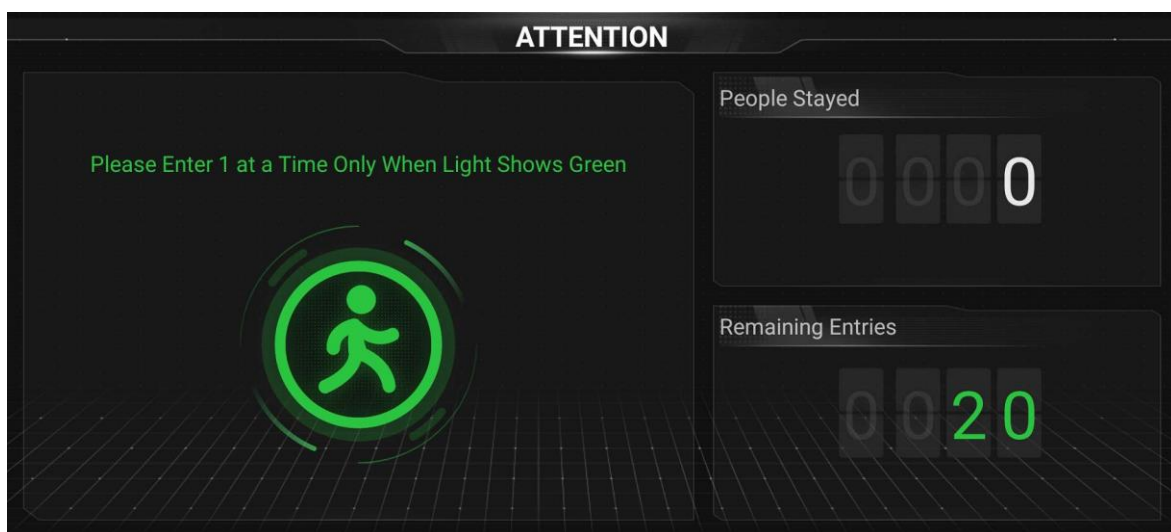 ATTENTION
Please Enter 1 at a Time Only When Light Shows Green
People Stayed
0000
Remaining Entries
0020